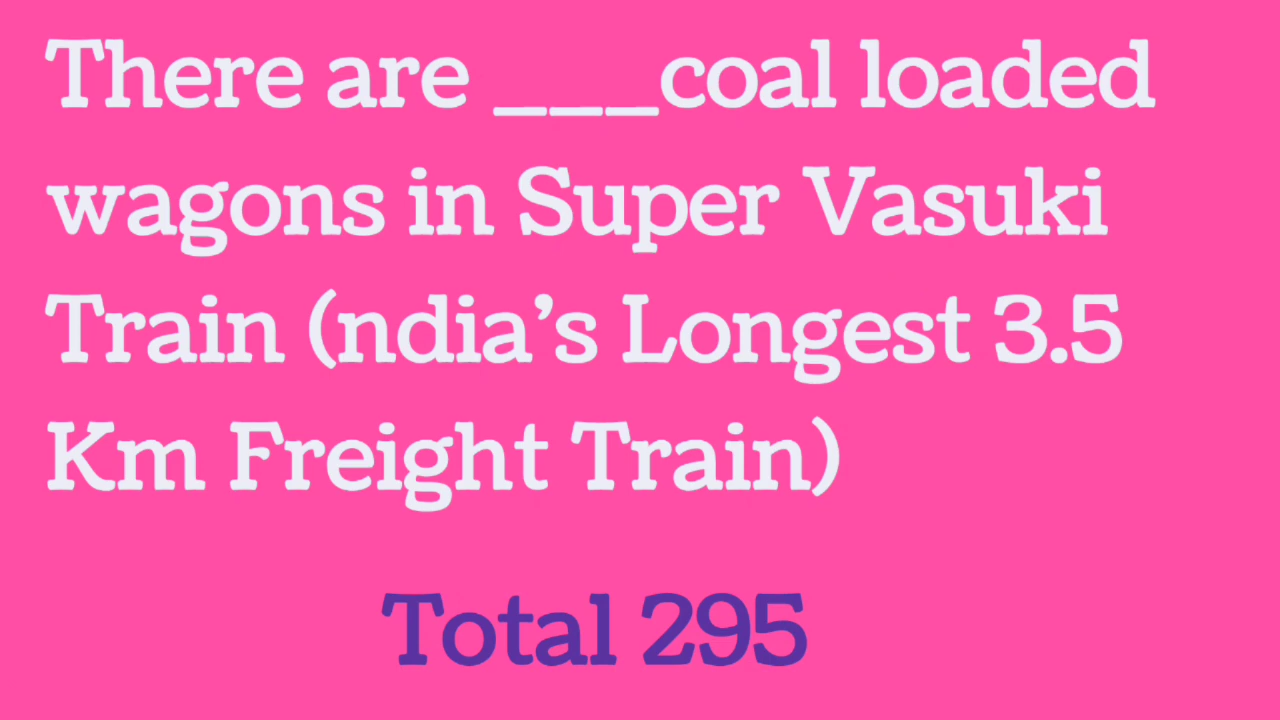 There are ___coal loaded
wagons in Super Vasuki
Train (ndia’s Longest 3.5
Km Freight Train)
Total 295